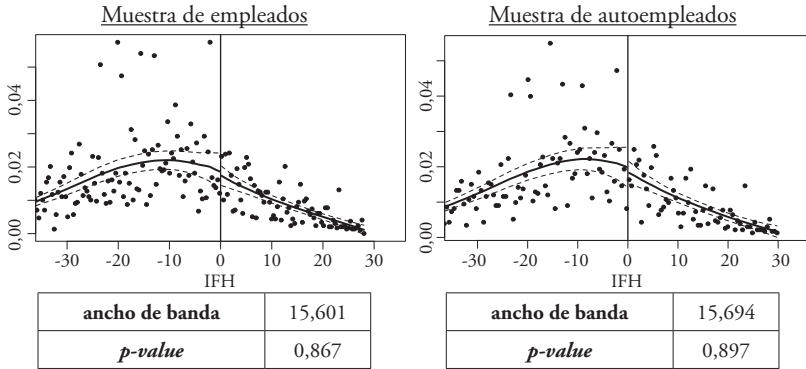 Muestra de empleados
0,04
0,02
0,00
-30 -20 -10 0 10 20 30
IFH
ancho de banda 15,601
p-value 0,867
Muestra de autoempleados
0,04
0,02
0,00
-30 -20 -10 0 10 20 30
IFH
ancho de banda 15,694
p-value 0,897